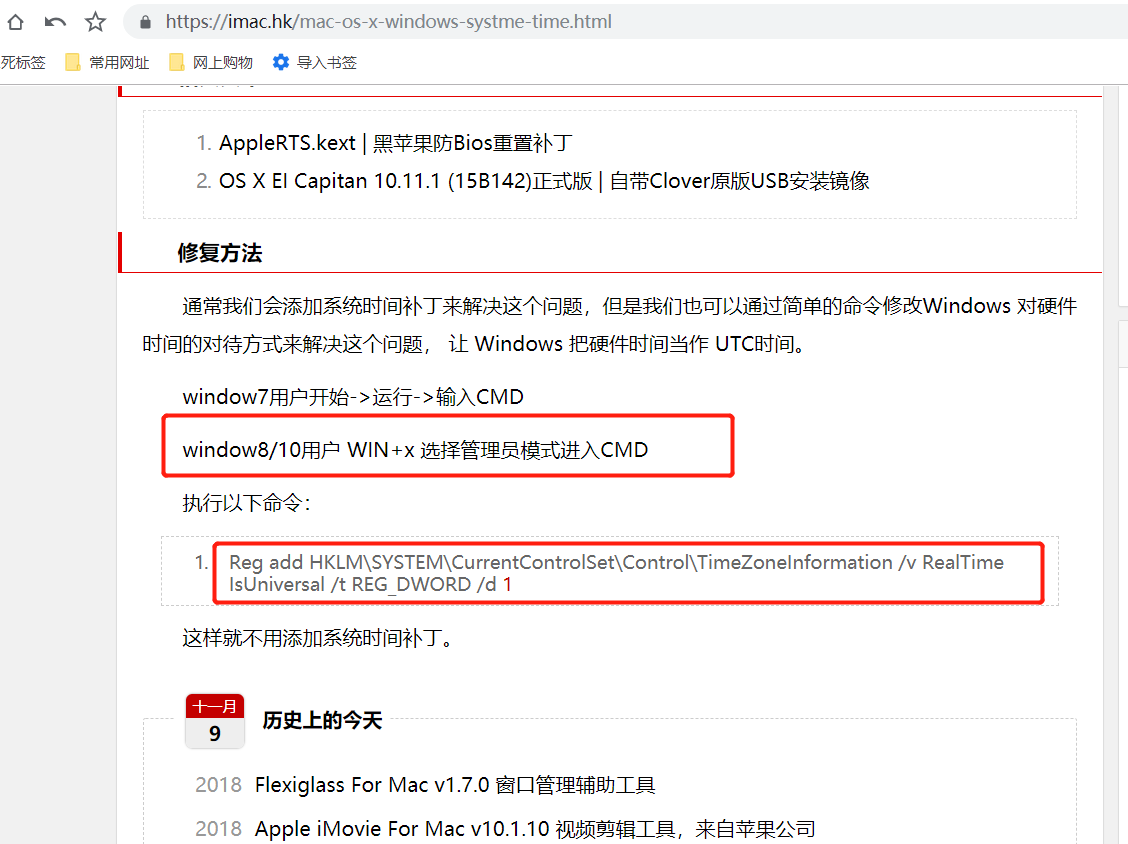 https://imac.hk/mac-os-x-windows-systme-time.html
死标签 常用网址 网上购物 导入书签
1. AppleRTS.kext | 黑苹果防Bios重置补丁
2. OS X EI Capitan 10.11.1 (15B142)正式版 | 自带Clover原版USB安装镜像
修复方法
通常我们会添加系统时间补丁来解决这个问题，但是我们也可以通过简单的命令修改Windows 对硬件
时间的对待方式来解决这个问题， 让 Windows 把硬件时间当作 UTC时间。
window7用户开始->运行->输入CMD
window8/10用户 WIN+x 选择管理员模式进入CMD
执行以下命令：
1. Reg add HKLM\SYSTEM\CurrentControlSet\Control\TimeZoneInformation /v RealTime
IsUniversal /t REG_DWORD /d 1
这样就不用添加系统时间补丁。
十一月
9
历史上的今天
2018 Flexiglass For Mac v1.7.0 窗口管理辅助工具
2018 Apple iMovie For Mac v10.1.10 视频剪辑工具，来自苹果公司